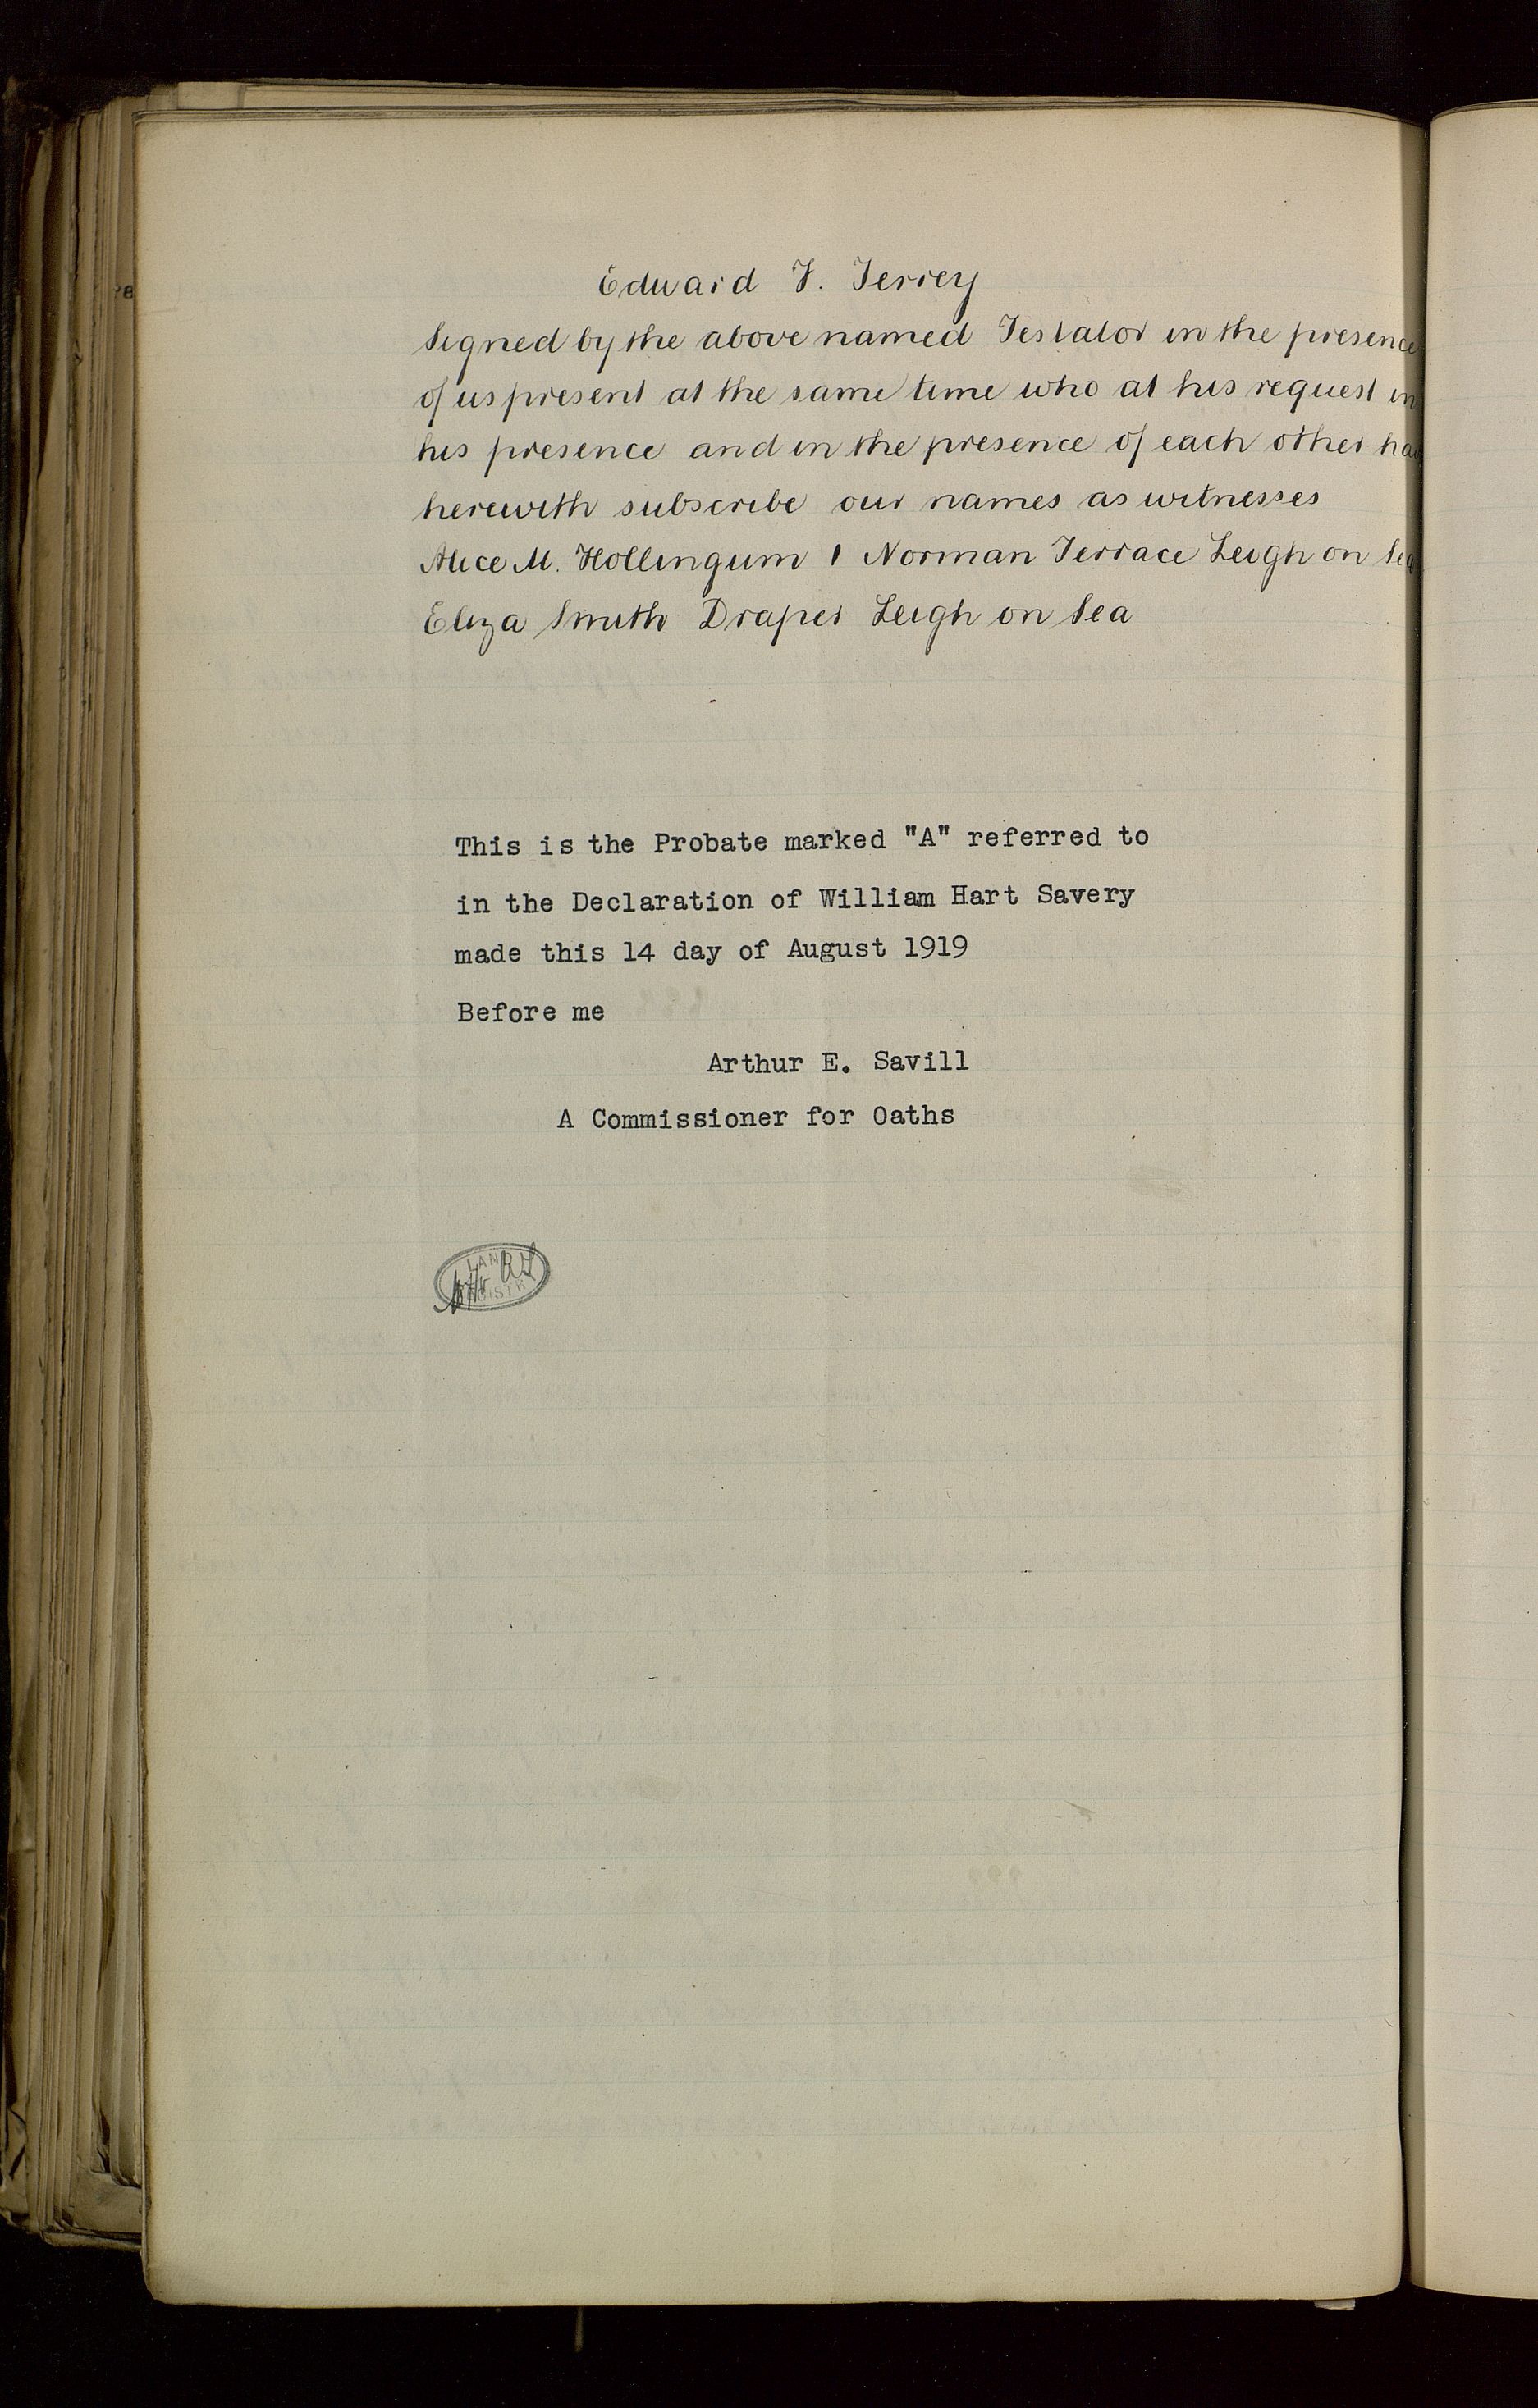 Edward F. Terrey
Signed by the above named Testator in the presence
of us present at the same time who at his request in
his presence and in the presence of each other ha
herewith subscribe our names as witnesses
Alice M. Hollingum 1 Norman Terrace Leigh on Sea
Eliza Smith Draper Leigh on Sea
This is the Probate marked "A" referred to
in the Declaration of William Hart Savery
made this 14 day of August 1919
Before me
Arthur E. Savill
A Commissioner for Oaths
LAND
REGISTRY